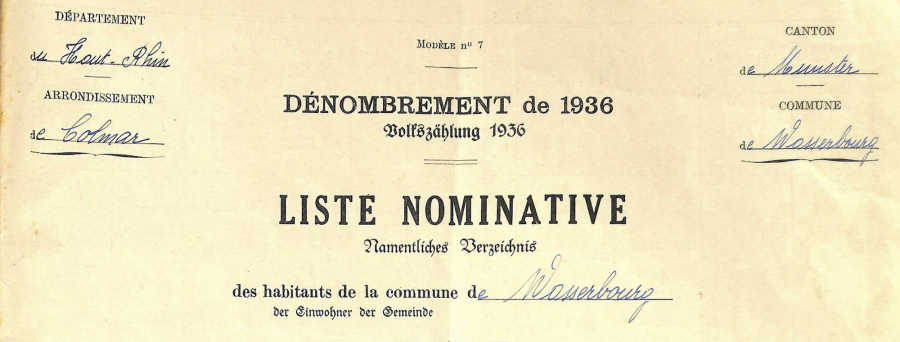 DÉPARTEMENT
du Haut-Rhin
ARRONDISSEMENT
de Colmar
MODÈLE nº 7
DÉNOMBREMENT de 1936
Volkszählung 1936
CANTON
de Munster
COMMUNE
de Wasserbourg
LISTE NOMINATIVE
Namentliches Verzeichnis
des habitants de la commune de Wasserbourg
der Einwohner der Gemeinde